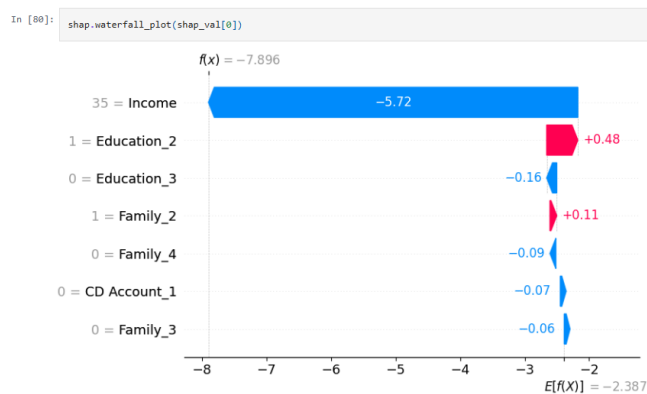 In [80]: shap.waterfall_plot(shap_val[0])
f(x) = −7.896
35 = Income −5.72
1 = Education_2 +0.48
0 = Education_3 −0.16
1 = Family_2 +0.11
0 = Family_4 −0.09
0 = CD Account_1 −0.07
0 = Family_3 −0.06
−8 −7 −6 −5 −4 −3 −2
E[f(X)] = −2.387